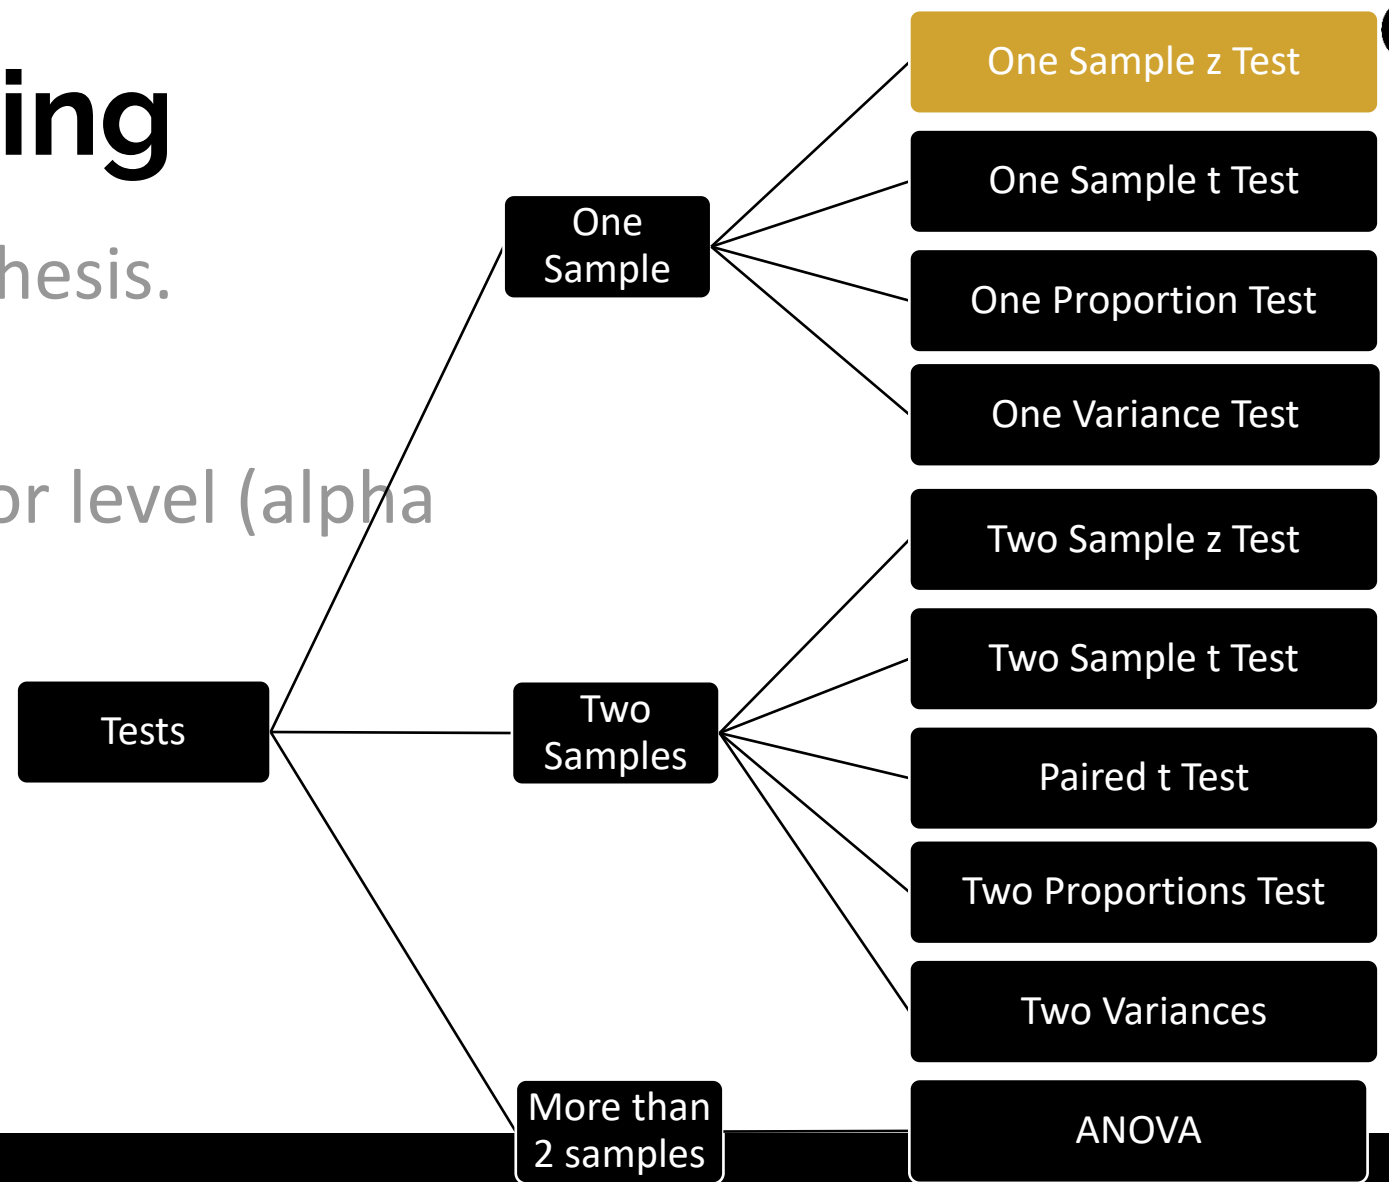 ing
hesis.
or level (alpha
Tests
One
Sample
Two
Samples
More than
2 samples
One Sample z Test
One Sample t Test
One Proportion Test
One Variance Test
Two Sample z Test
Two Sample t Test
Paired t Test
Two Proportions Test
Two Variances
ANOVA